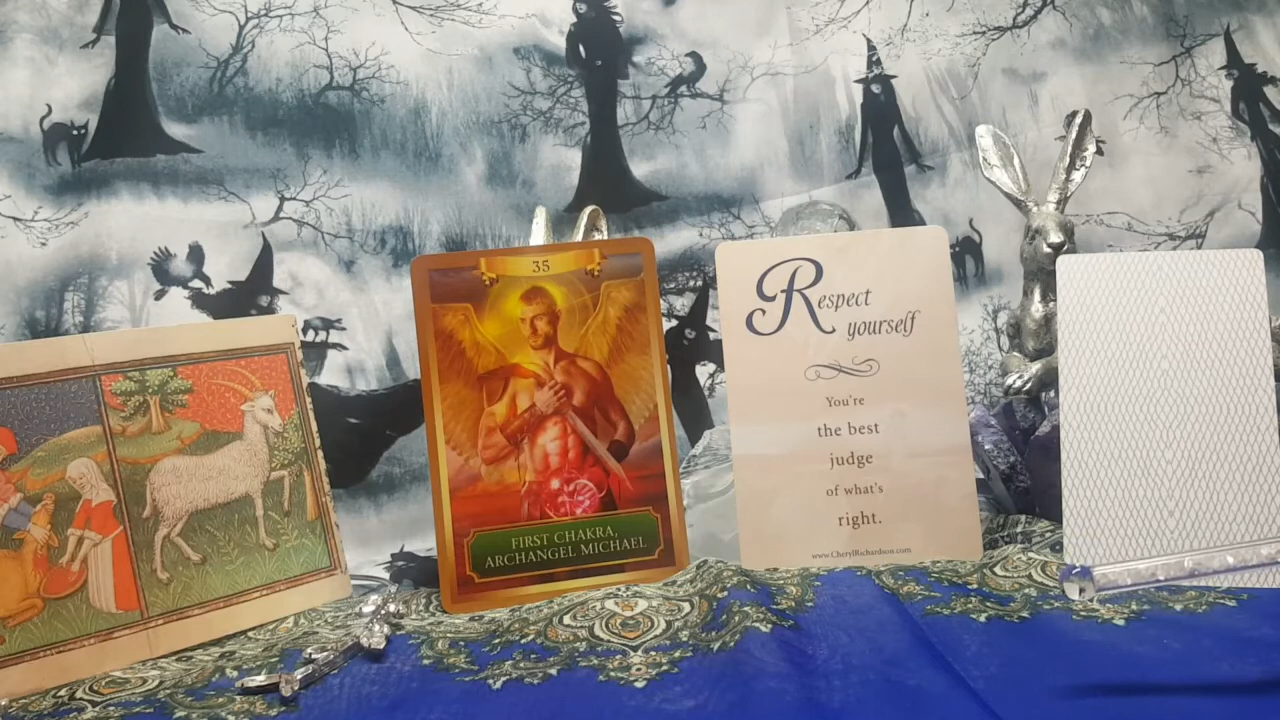 35
FIRST CHAKRA,
ARCHANGEL MICHAEL
Respect
yourself
You're
the best
judge
of what's
right.
www.CherylRichardson.com